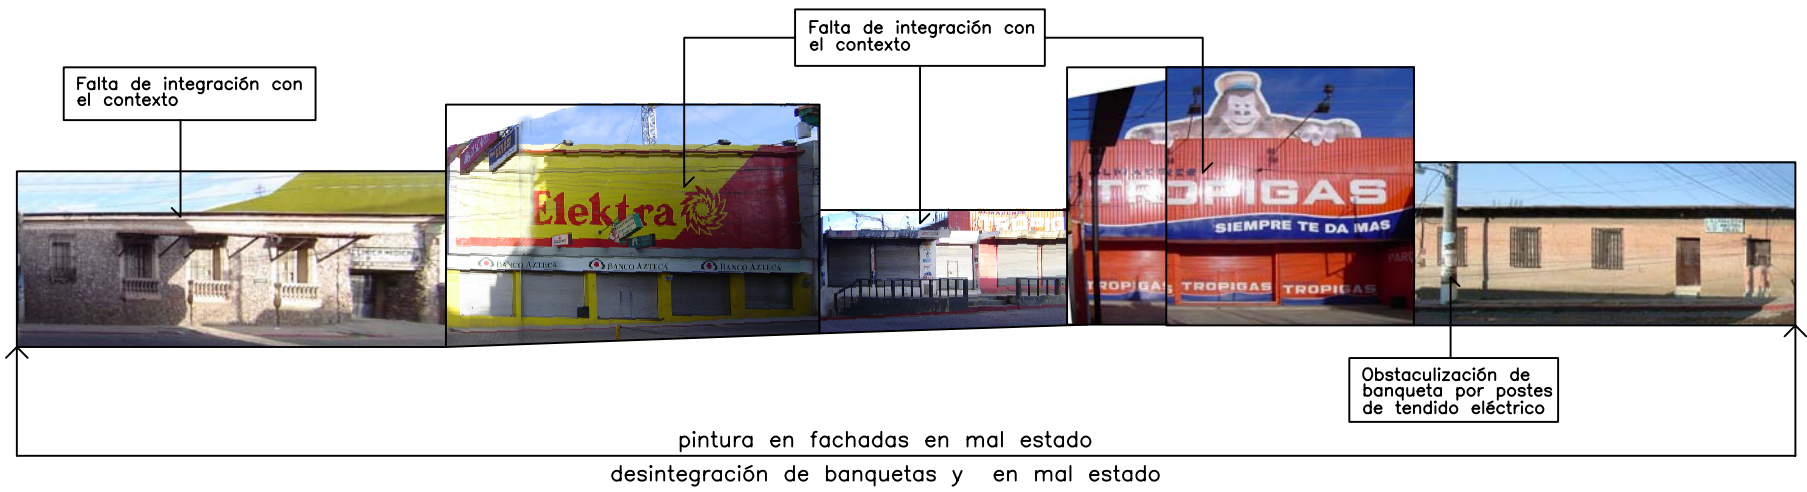 Falta de integración con
el contexto
Falta de integración con
el contexto
Elektra
BANCO AZTECA
BANCO AZTECA
BANCO AZTECA
TROPIGAS
SIEMPRE TE DA MAS
TROPIGAS
TROPIGAS
TROPIGAS
Obstaculización de
banqueta por postes
de tendido eléctrico
pintura en fachadas en mal estado
desintegración de banquetas y en mal estado